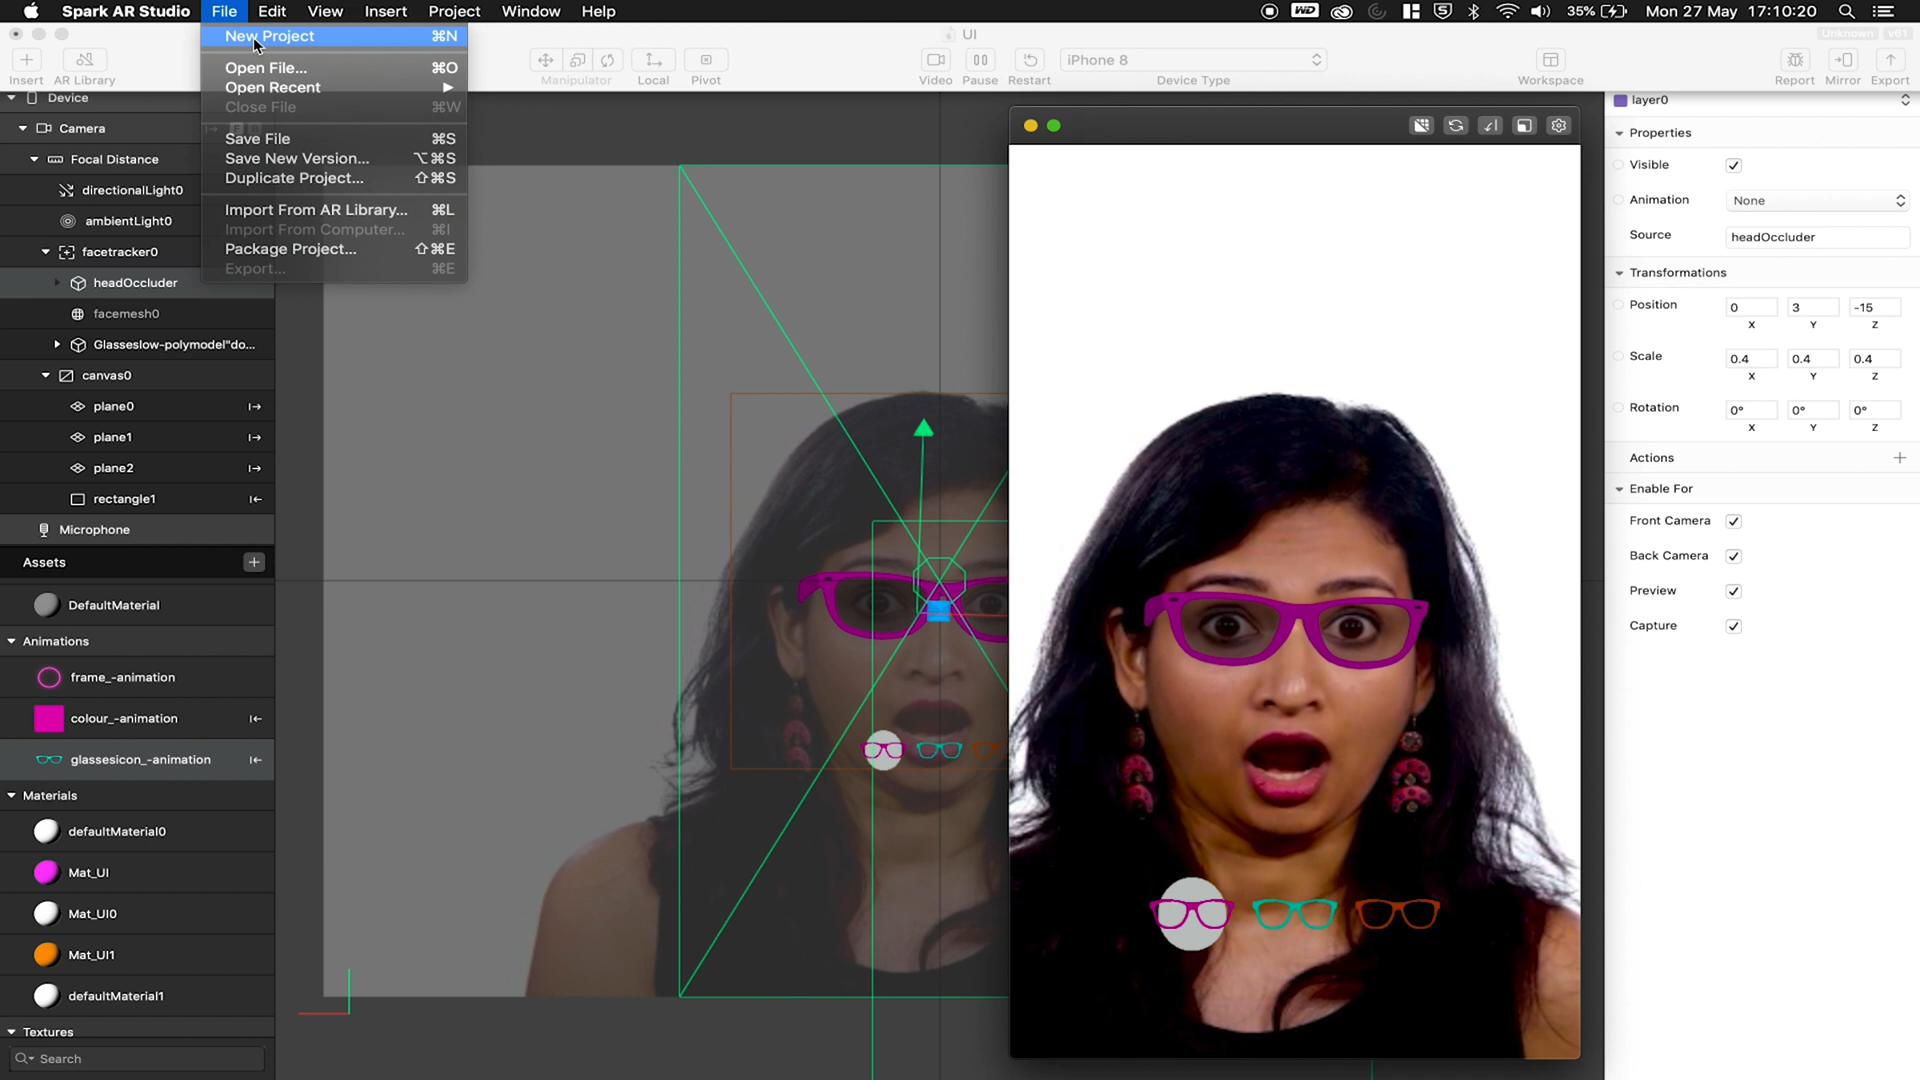 Spark AR Studio File Edit View Insert Project Window Help 35% Mon 27 May 17:10:20
UI
Unknown v61
Insert AR Library
Manipulator Local Pivot
Video Pause Restart
iPhone 8
Device Type
Workspace
Report Mirror Export
New Project ⌘N
Open File... ⌘O
Open Recent ▶
Close File ⌘W
Save File ⌘S
Save New Version... ⌥⌘S
Duplicate Project... ⇧⌘S
Import From AR Library... ⌘L
Import From Computer... ⌘I
Package Project... ⇧⌘E
Export... ⌘E
Device
Camera
Focal Distance
directionalLight0
ambientLight0
facetracker0
headOccluder
facemesh0
Glasseslow-polymodel"do...
canvas0
plane0
plane1
plane2
rectangle1
Microphone
Assets
DefaultMaterial
Animations
frame_-animation
colour_-animation
glassesicon_-animation
Materials
defaultMaterial0
Mat_UI
Mat_UI0
Mat_UI1
defaultMaterial1
Textures
Search
layer0
Properties
Visible
Animation None
Source headOccluder
Transformations
Position 0 3 -15
X Y Z
Scale 0.4 0.4 0.4
X Y Z
Rotation 0° 0° 0°
X Y Z
Actions
Enable For
Front Camera
Back Camera
Preview
Capture